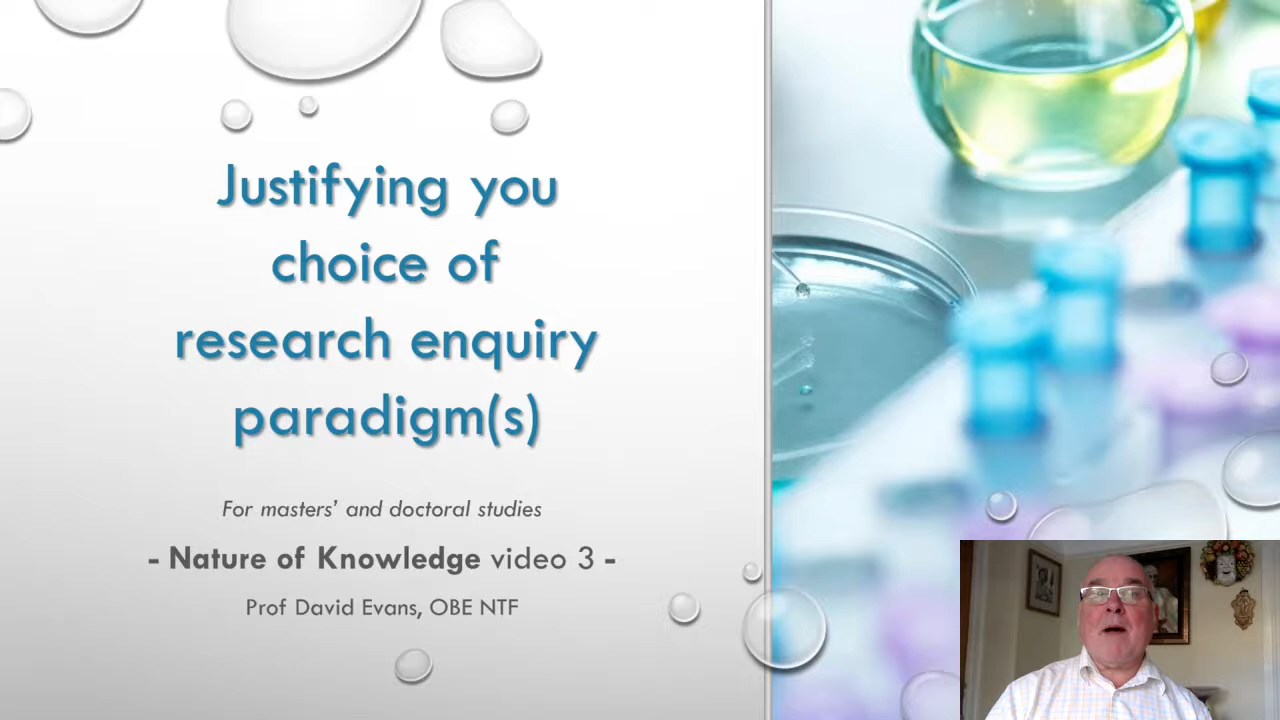 Justifying you
choice of
research enquiry
paradigm(s)
For masters' and doctoral studies
- Nature of Knowledge video 3 -
Prof David Evans, OBE NTF